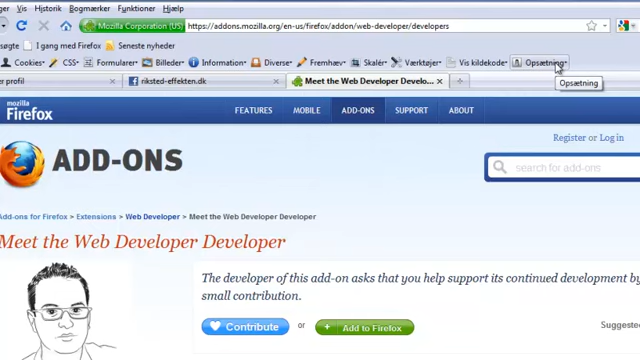 er Vis Historik Bogmærker Funktioner Hjælp
Mozilla Corporation (US) https://addons.mozilla.org/en-us/firefox/addon/web-developer/developers
søgte I gang med Firefox Seneste nyheder
Cookies CSS Formularer Billeder Information Diverse Fremhæv Skalér Værktøjer Vis kildekode Opsætning
er profil riksted-effekten.dk Meet the Web Developer Develo...
Opsætning
mozilla
Firefox
FEATURES MOBILE ADD-ONS SUPPORT ABOUT
Register or Log in
ADD-ONS
search for add-ons
Add-ons for Firefox > Extensions > Web Developer > Meet the Web Developer Developer
Meet the Web Developer Developer
The developer of this add-on asks that you help support its continued development by
small contribution.
Contribute or + Add to Firefox
Suggested